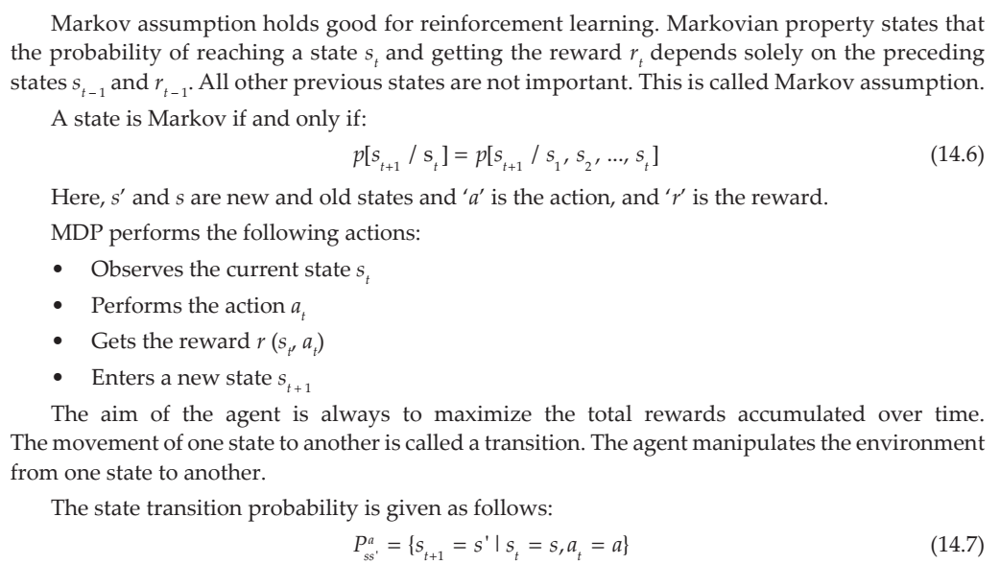 Markov assumption holds good for reinforcement learning. Markovian property states that
the probability of reaching a state s_t and getting the reward r_t depends solely on the preceding
states s_{t-1} and r_{t-1}. All other previous states are not important. This is called Markov assumption.
A state is Markov if and only if:
p[s_{t+1} / s_t] = p[s_{t+1} / s_1, s_2, ..., s_t] (14.6)
Here, s′ and s are new and old states and ‘a’ is the action, and ‘r’ is the reward.
MDP performs the following actions:
• Observes the current state s_t
• Performs the action a_t
• Gets the reward r (s_t, a_t)
• Enters a new state s_{t+1}
The aim of the agent is always to maximize the total rewards accumulated over time.
The movement of one state to another is called a transition. The agent manipulates the environment
from one state to another.
The state transition probability is given as follows:
P^a_{ss'} = {s_{t+1} = s' | s_t = s, a_t = a} (14.7)